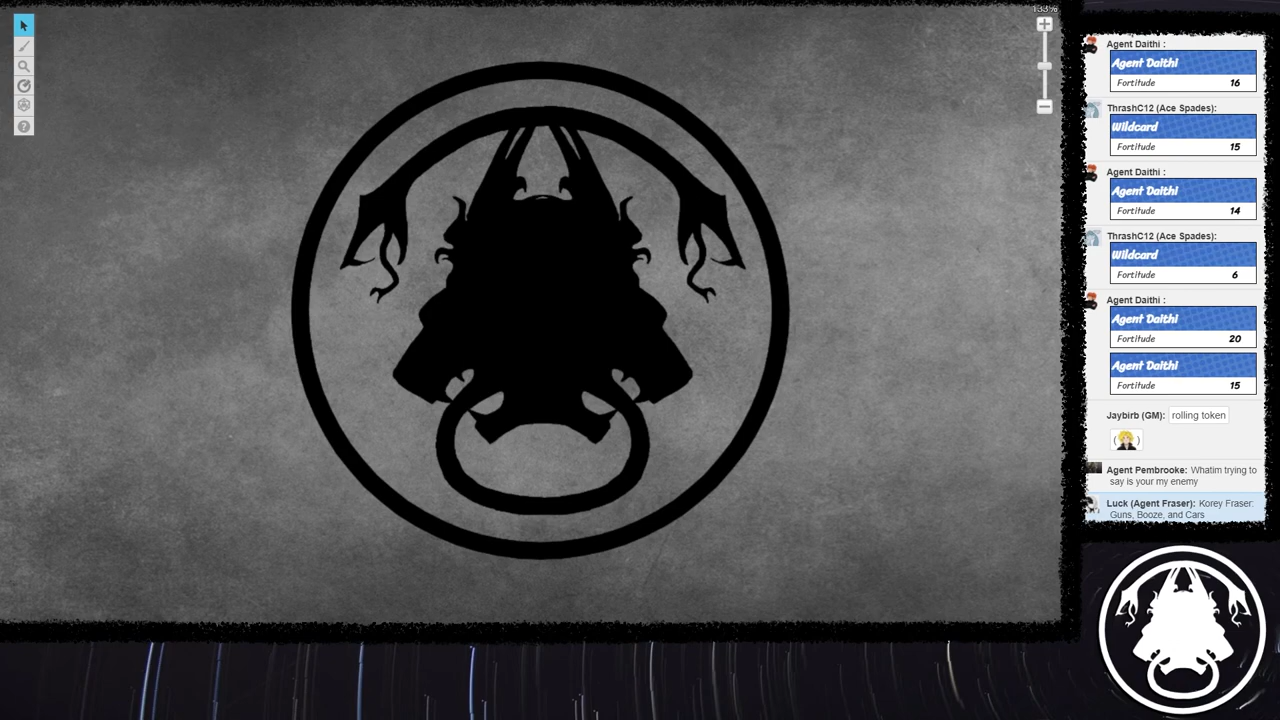 133%
Agent Daithi :
Agent Daithi
Fortitude 16
ThrashC12 (Ace Spades):
Wildcard
Fortitude 15
Agent Daithi :
Agent Daithi
Fortitude 14
ThrashC12 (Ace Spades):
Wildcard
Fortitude 6
Agent Daithi :
Agent Daithi
Fortitude 20
Agent Daithi
Fortitude 15
Jaybirb (GM): rolling token
Agent Pembrooke: Whatim trying to
say is your my enemy
Luck (Agent Fraser): Korey Fraser:
Guns, Booze, and Cars